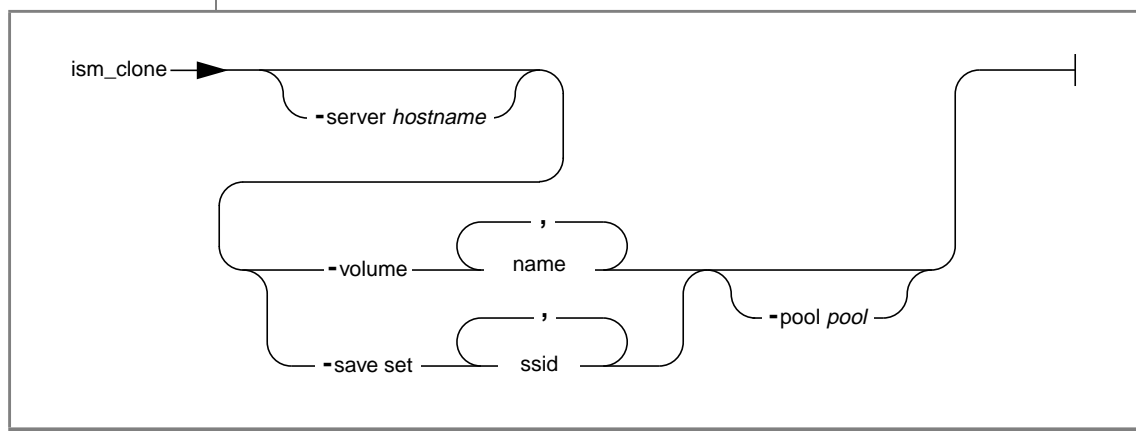 ism_clone
-server hostname
,
-volume name
-pool pool
,
-save set ssid